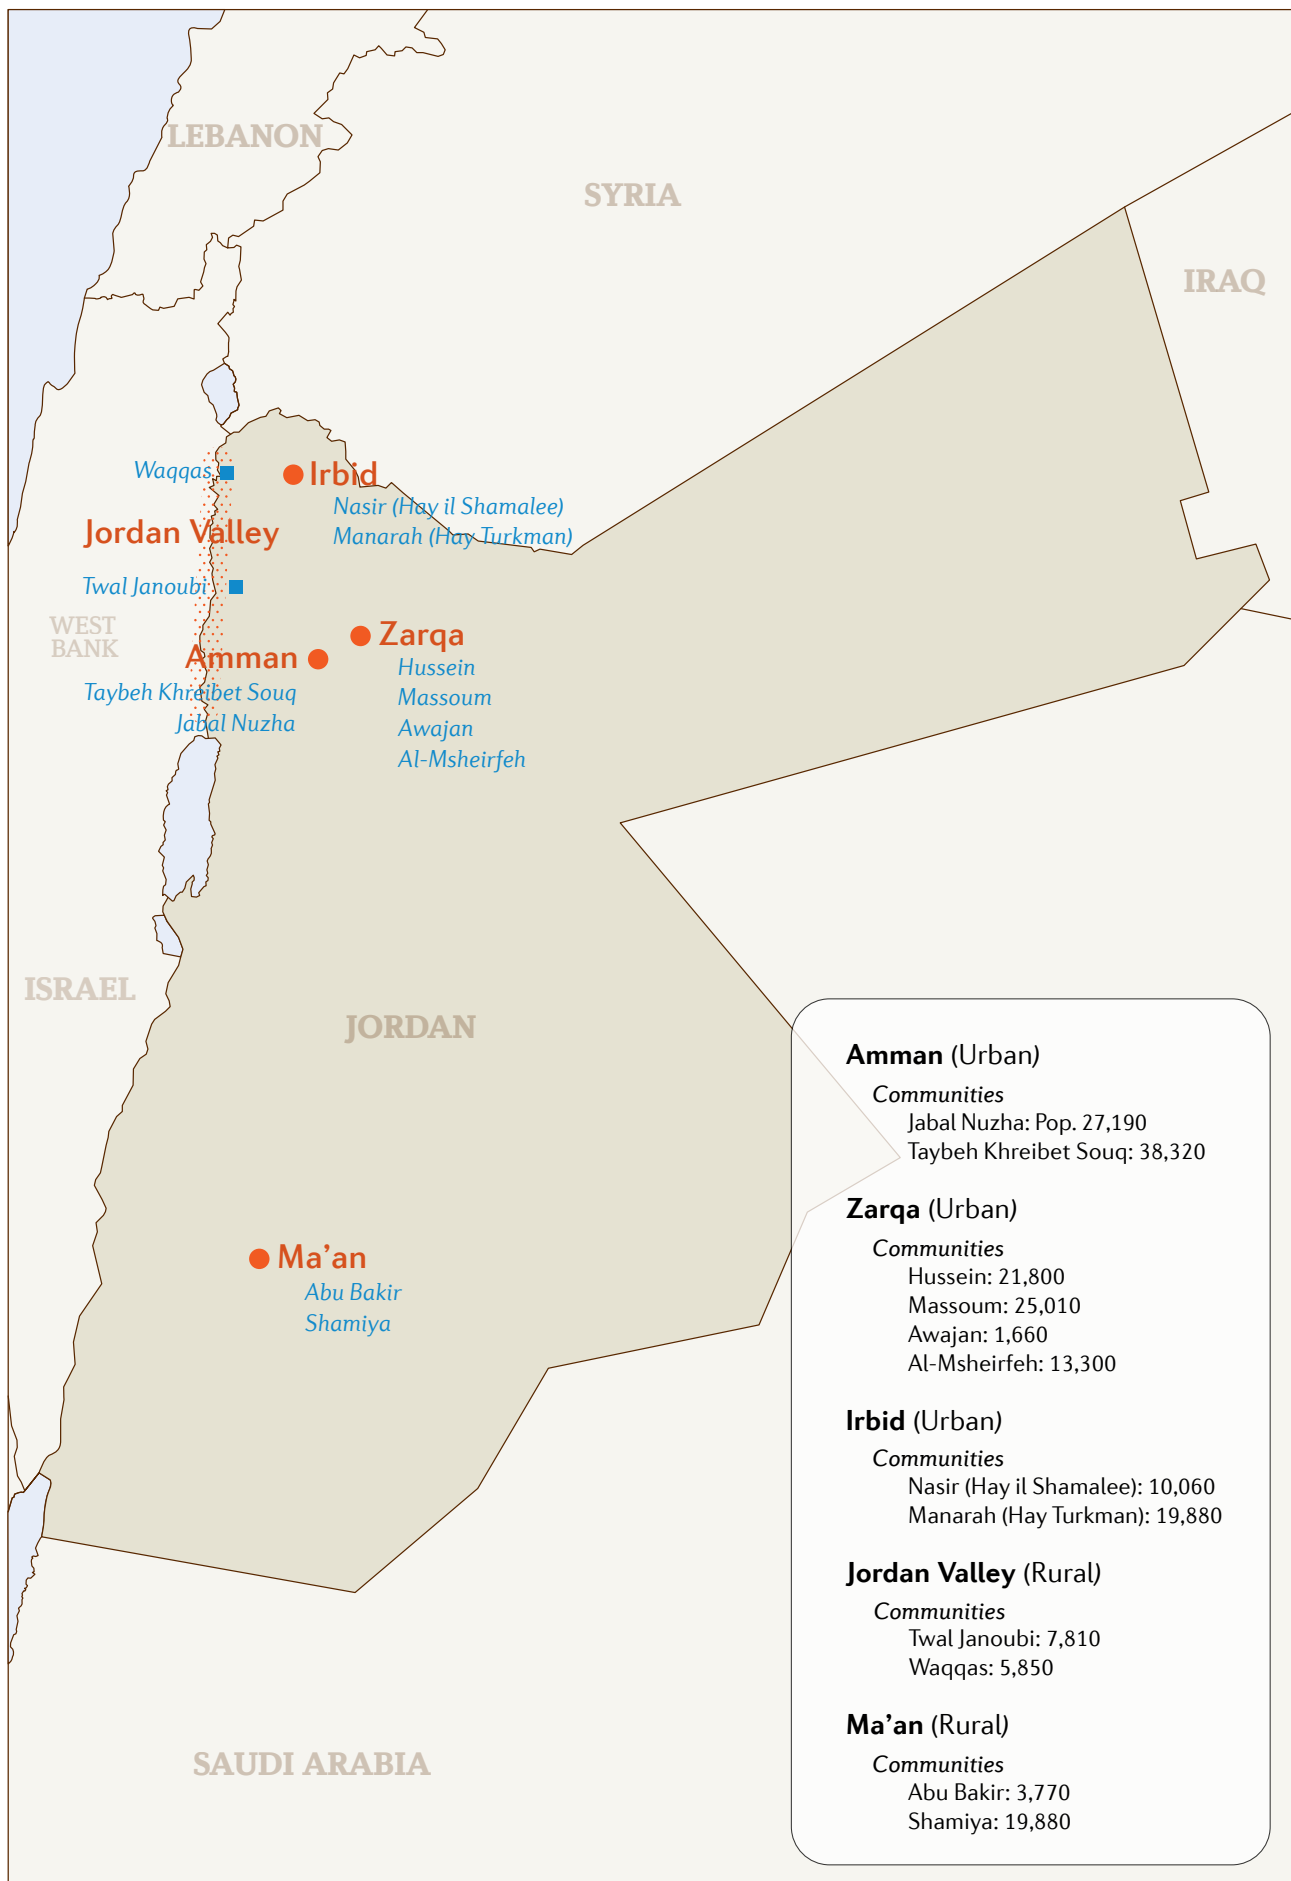 LEBANON
SYRIA
IRAQ
Waqqas
Irbid
Nasir (Hay il Shamalee)
Manarah (Hay Turkman)
Jordan Valley
Twal Janoubi
WEST
BANK
Zarqa
Hussein
Massoum
Awajan
Al-Msheirfeh
Amman
Taybeh Khreibet Souq
Jabal Nuzha
ISRAEL
JORDAN
Ma’an
Abu Bakir
Shamiya
SAUDI ARABIA
Amman (Urban)
Communities
Jabal Nuzha: Pop. 27,190
Taybeh Khreibet Souq: 38,320
Zarqa (Urban)
Communities
Hussein: 21,800
Massoum: 25,010
Awajan: 1,660
Al-Msheirfeh: 13,300
Irbid (Urban)
Communities
Nasir (Hay il Shamalee): 10,060
Manarah (Hay Turkman): 19,880
Jordan Valley (Rural)
Communities
Twal Janoubi: 7,810
Waqqas: 5,850
Ma’an (Rural)
Communities
Abu Bakir: 3,770
Shamiya: 19,880